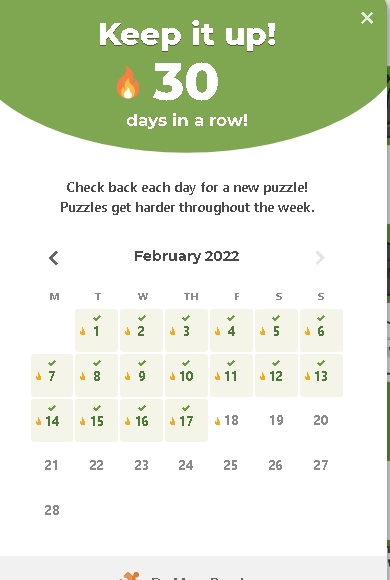 Keep it up!
30
days in a row!
Check back each day for a new puzzle!
Puzzles get harder throughout the week.
February 2022
M T W TH F S S
1 2 3 4 5 6
7 8 9 10 11 12 13
14 15 16 17 18 19 20
21 22 23 24 25 26 27
28